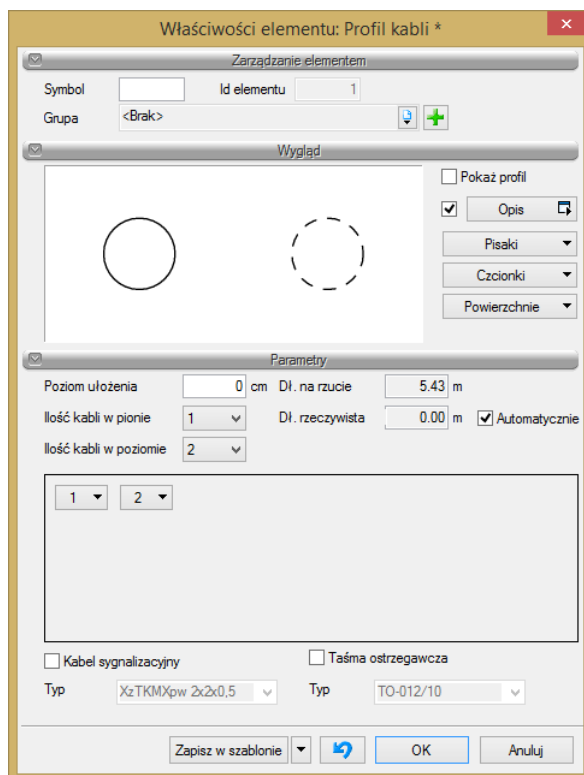 Właściwości elementu: Profil kabli *
Zarządzanie elementem
Symbol Id elementu 1
Grupa <Brak>
Wygląd
Pokaż profil
Opis
Pisaki
Czcionki
Powierzchnie
Parametry
Poziom ułożenia 0 cm Dł. na rzucie 5.43 m
Ilość kabli w pionie 1 Dł. rzeczywista 0.00 m Automatycznie
Ilość kabli w poziomie 2
1 2
Kabel sygnalizacyjny Taśma ostrzegawcza
Typ XzTKMXpw 2x2x0,5 Typ TO-012/10
Zapisz w szablonie OK Anuluj